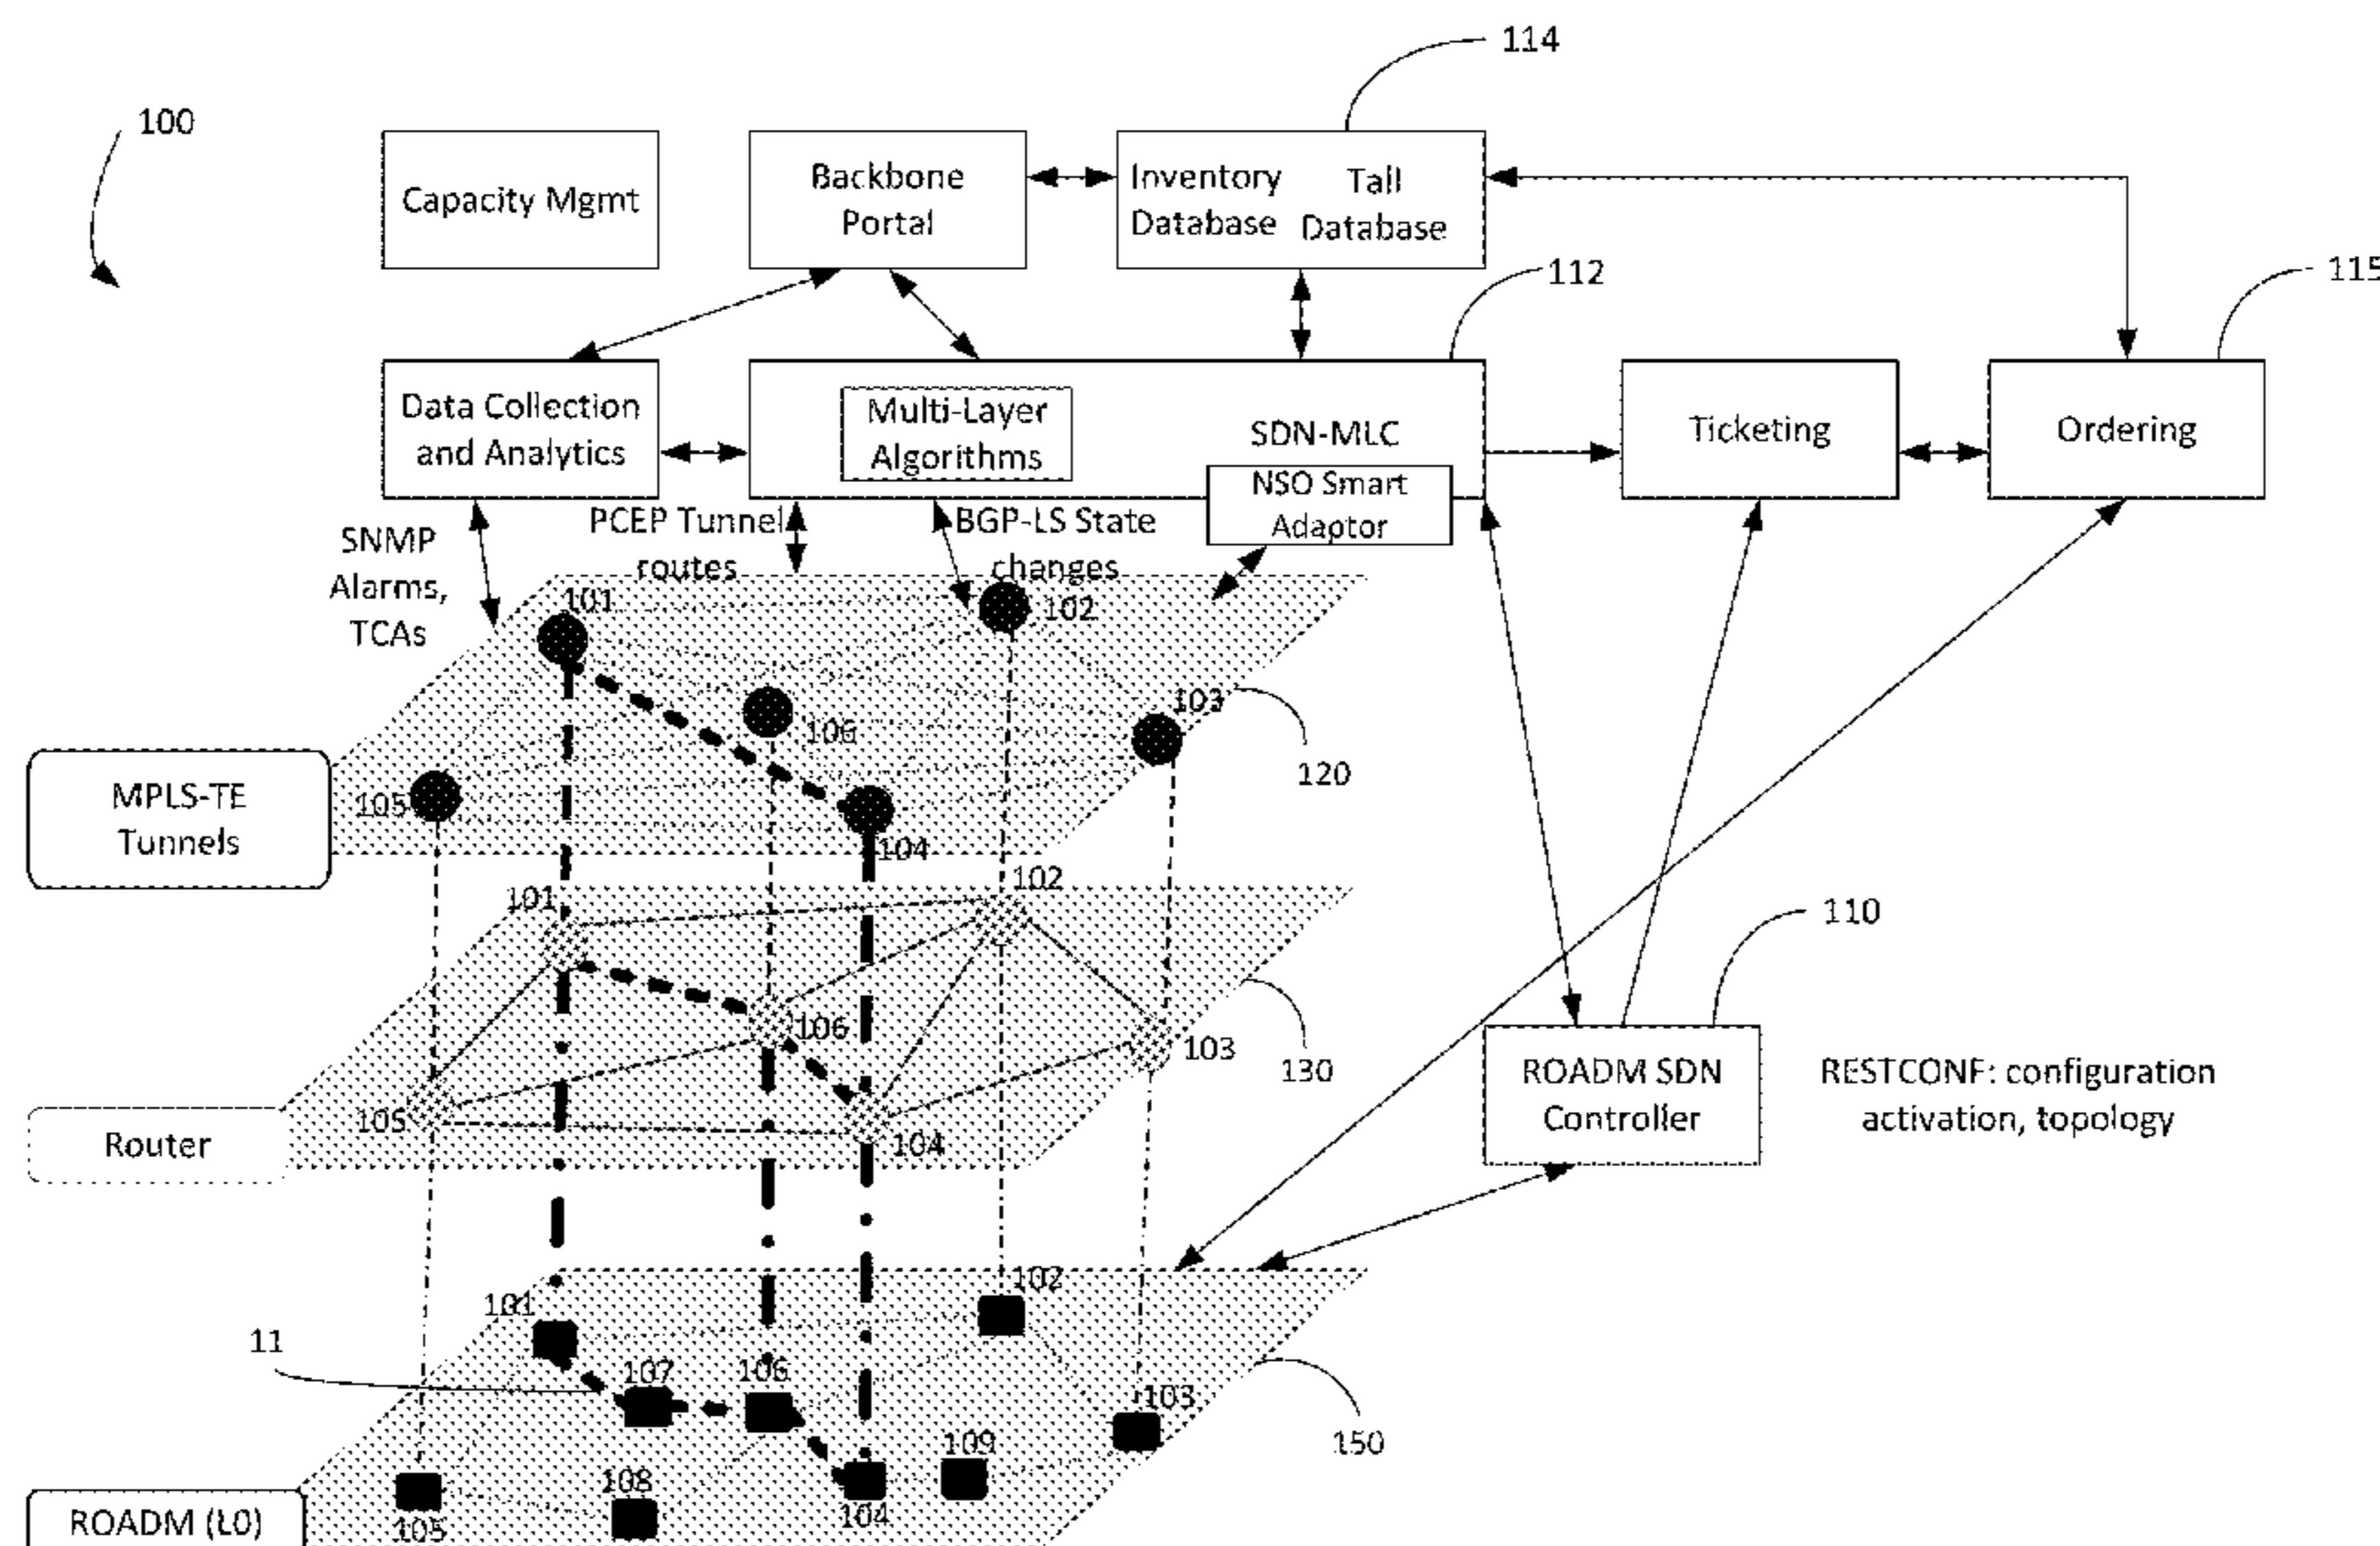 114
100
Capacity Mgmt
Backbone
Portal
Inventory
Database
Tall
Database
112
115
Data Collection
and Analytics
Multi-Layer
Algorithms
SDN-MLC
NSO Smart
Adaptor
Ticketing
Ordering
SNMP
Alarms,
TCAs
PCEP Tunnel
routes
BGP-LS State
changes
101
102
106
103
120
MPLS-TE
Tunnels
105
104
101
102
110
106
103
130
ROADM SDN
Controller
RESTCONF: configuration
activation, topology
Router
105
104
102
101
11
107
106
103
150
109
108
ROADM (L0)
105
104